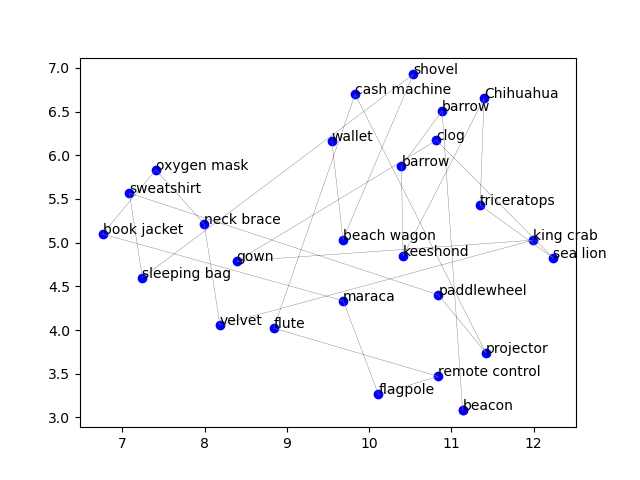 7.0
6.5
6.0
5.5
5.0
4.5
4.0
3.5
3.0
7
8
9
10
11
12
shovel
cash machine
Chihuahua
barrow
wallet
clog
barrow
oxygen mask
sweatshirt
triceratops
neck brace
book jacket
beach wagon
king crab
keeshond
sea lion
gown
sleeping bag
maraca
paddlewheel
velvet
flute
projector
remote control
flagpole
beacon